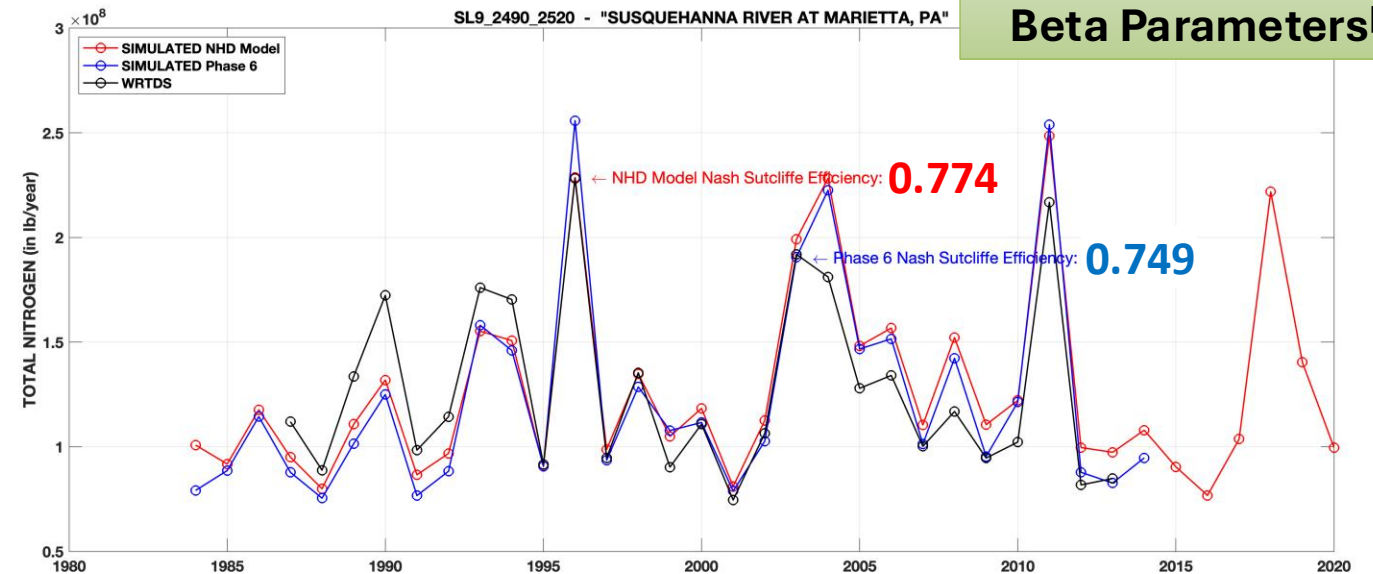 Beta Parameters
SL9_2490_2520 - "SUSQUEHANNA RIVER AT MARIETTA, PA"
×10⁸
SIMULATED NHD Model
SIMULATED Phase 6
WRTDS
← NHD Model Nash Sutcliffe Efficiency: 0.774
← Phase 6 Nash Sutcliffe Efficiency: 0.749
TOTAL NITROGEN (in lb/year)
3
2.5
2
1.5
1
0.5
1980 1985 1990 1995 2000 2005 2010 2015 2020